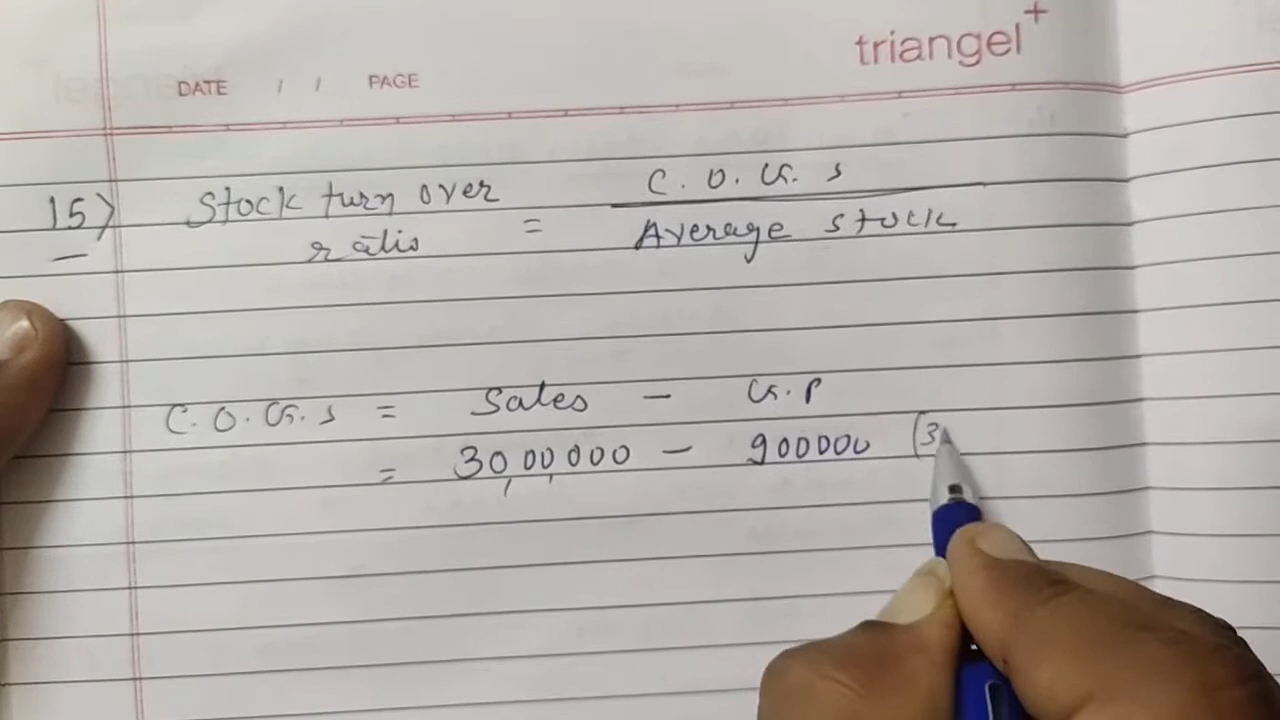 triangel+
DATE / / PAGE
15) Stock turn over ratio = C.O.G.s / Average stock
C.O.G.s = Sales - G.P
= 30,00,000 - 900000 (3